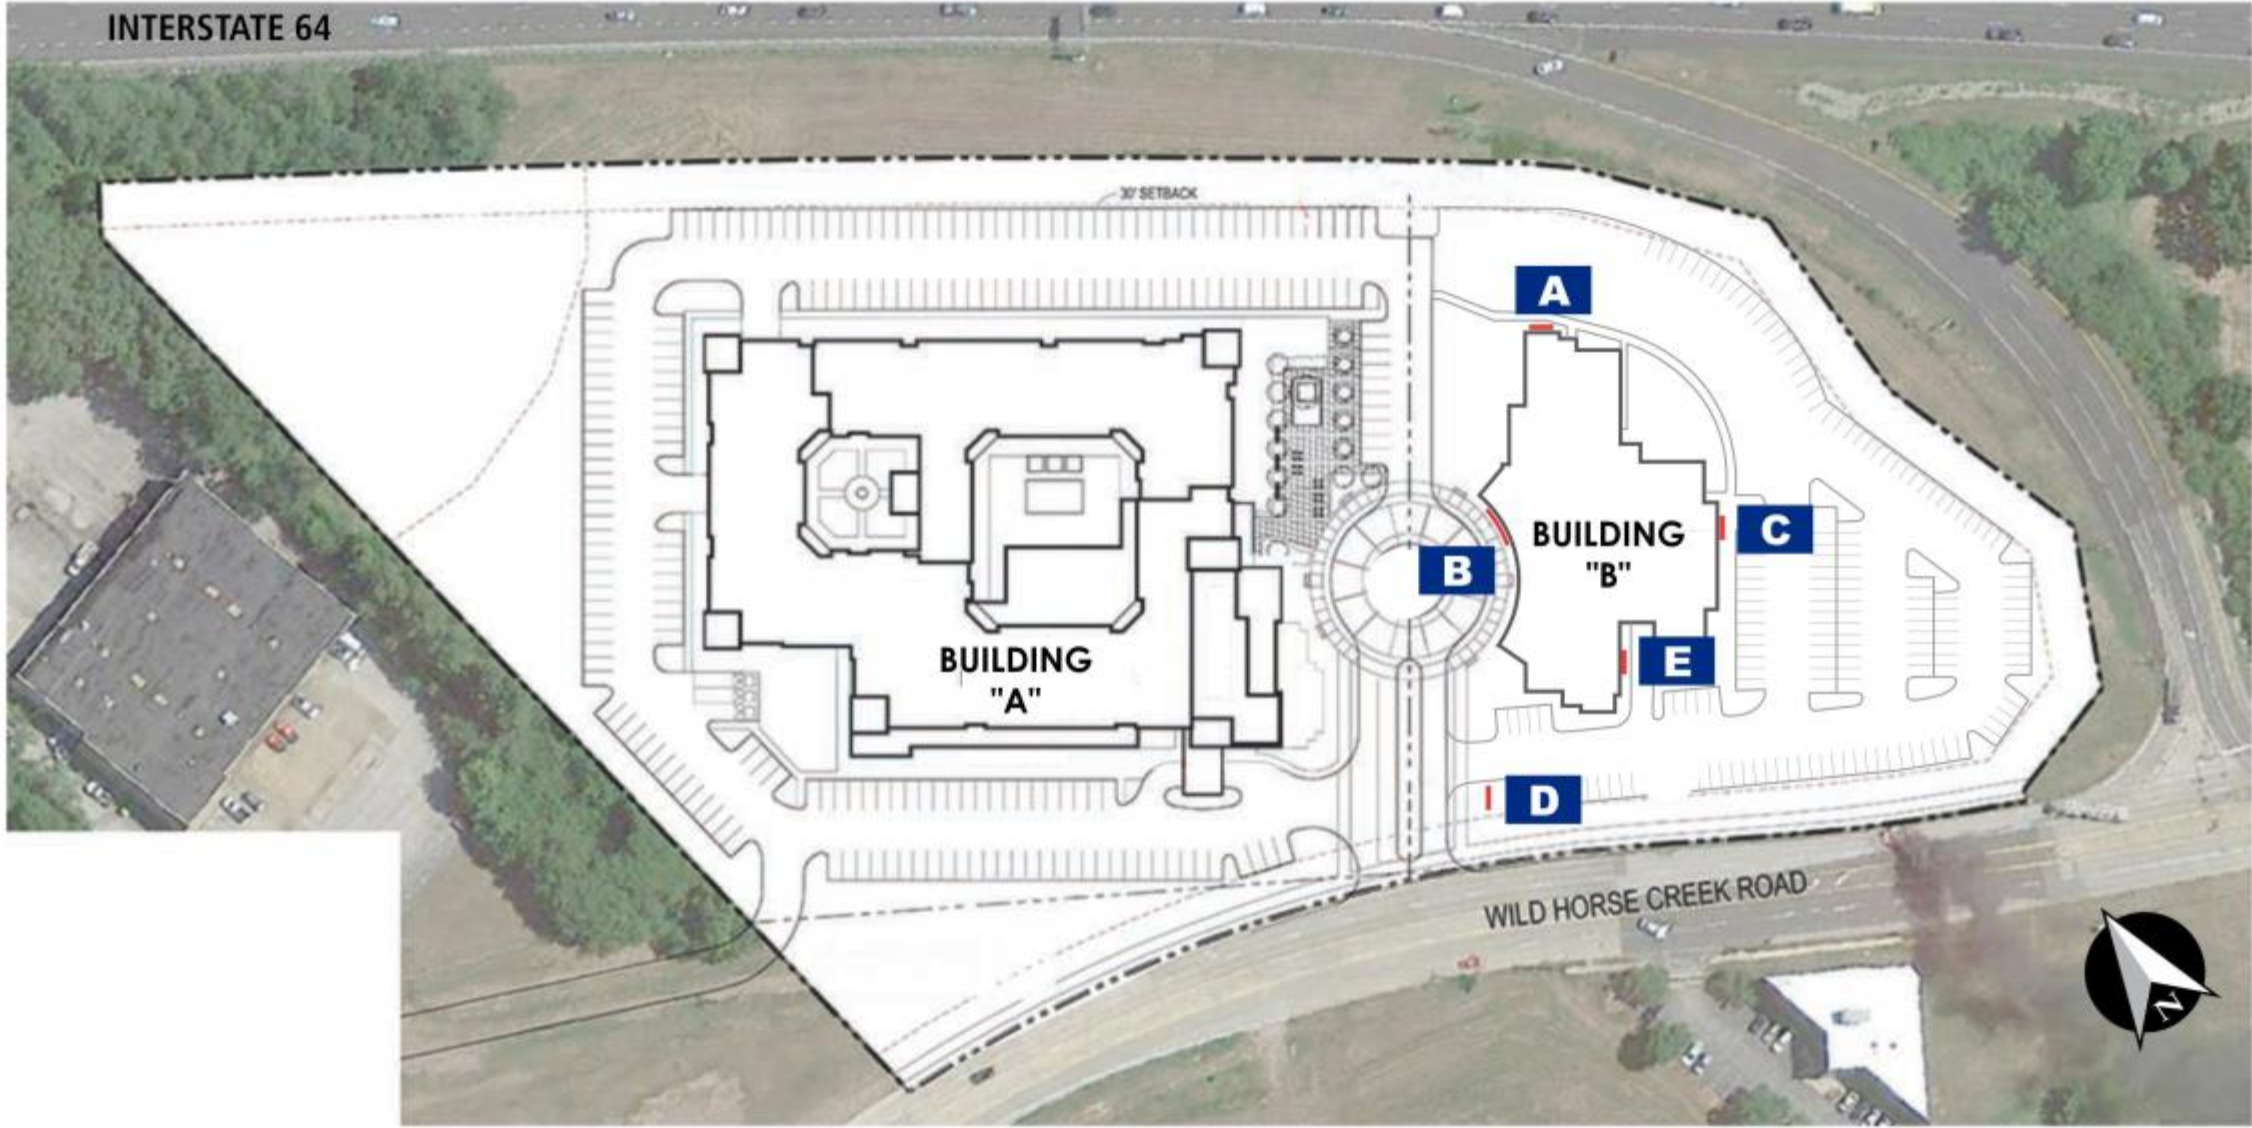 INTERSTATE 64
30' SETBACK
A
B
BUILDING
"B"
C
E
BUILDING
"A"
D
WILD HORSE CREEK ROAD
N